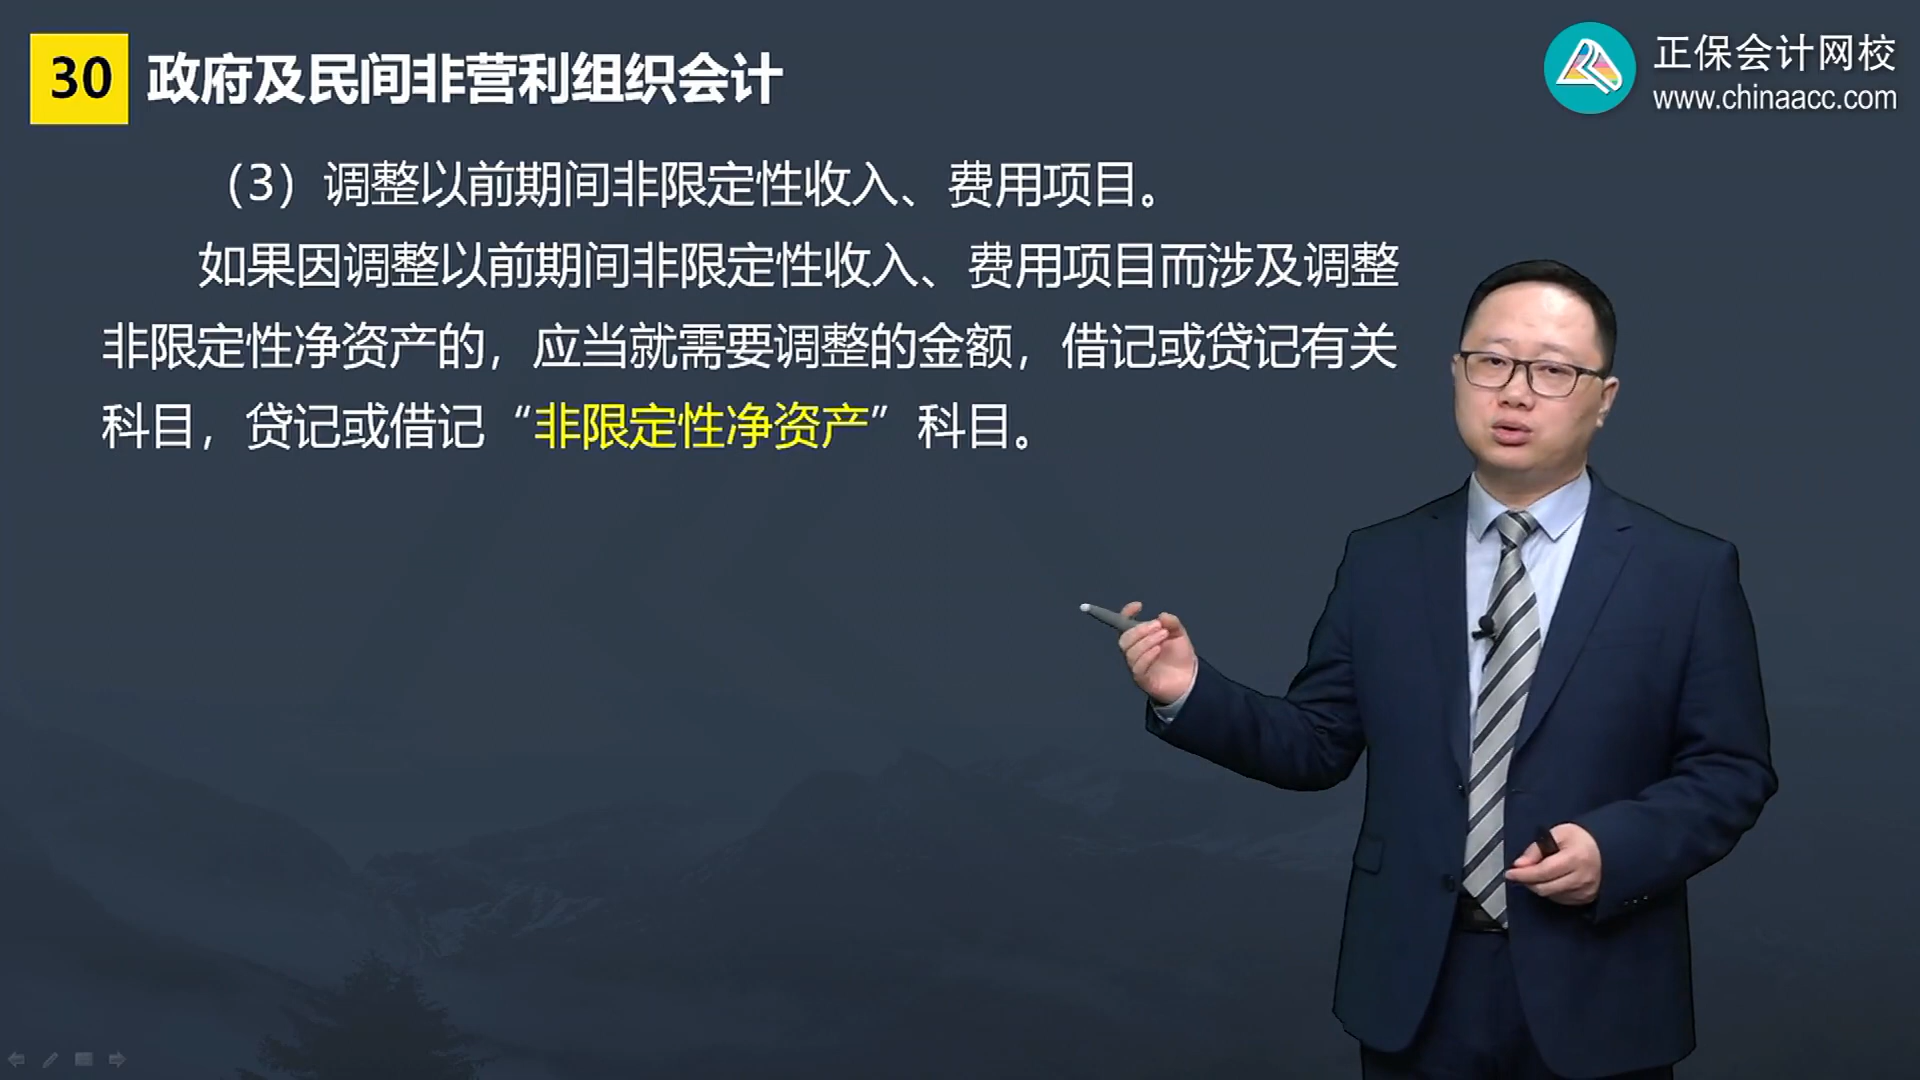 30 政府及民间非营利组织会计
正保会计网校
www.chinaacc.com
（3）调整以前期间非限定性收入、费用项目。
如果因调整以前期间非限定性收入、费用项目而涉及调整
非限定性净资产的，应当就需要调整的金额，借记或贷记有关
科目，贷记或借记“非限定性净资产”科目。